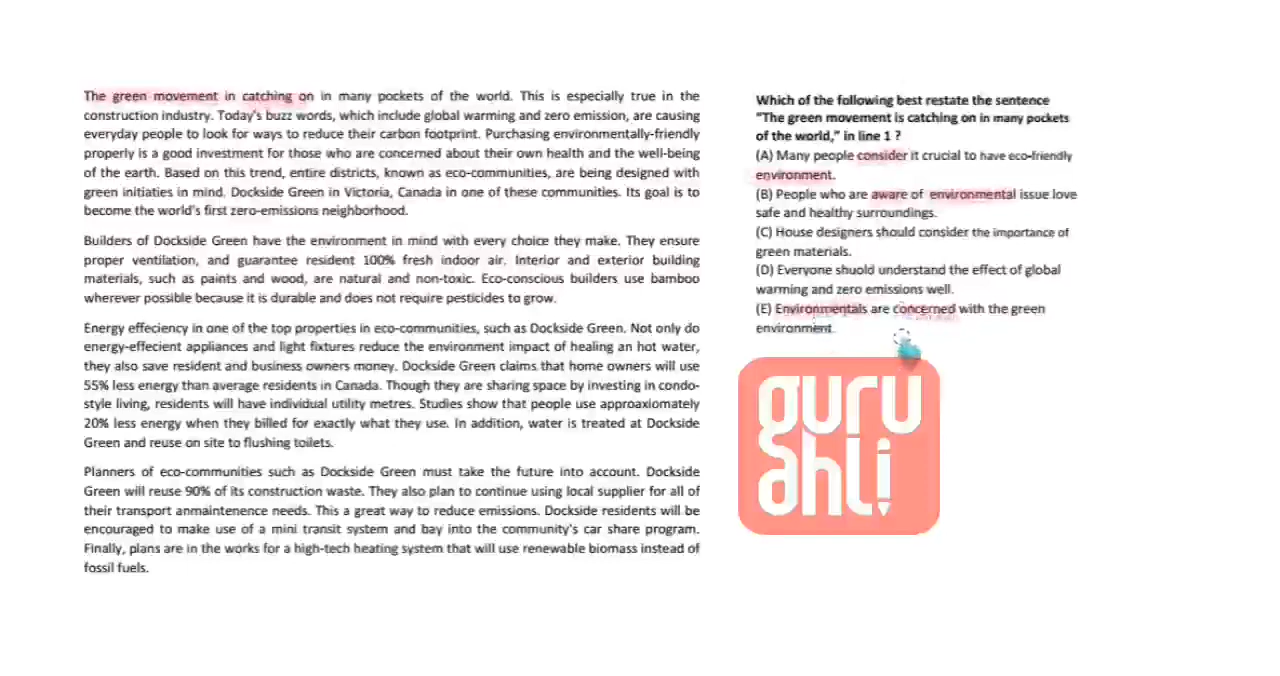 The green movement in catching on in many pockets of the world. This is especially true in the
construction industry. Today's buzz words, which include global warming and zero emission, are causing
everyday people to look for ways to reduce their carbon footprint. Purchasing environmentally-friendly
properly is a good investment for those who are concerned about their own health and the well-being
of the earth. Based on this trend, entire districts, known as eco-communities, are being designed with
green initiaties in mind. Dockside Green in Victoria, Canada in one of these communities. Its goal is to
become the world's first zero-emissions neighborhood.
Builders of Dockside Green have the environment in mind with every choice they make. They ensure
proper ventilation, and guarantee resident 100% fresh indoor air. Interior and exterior building
materials, such as paints and wood, are natural and non-toxic. Eco-conscious builders use bamboo
wherever possible because it is durable and does not require pesticides to grow.
Energy effeciency in one of the top properties in eco-communities, such as Dockside Green. Not only do
energy-effecient appliances and light fixtures reduce the environment impact of healing an hot water,
they also save resident and business owners money. Dockside Green claims that home owners will use
55% less energy than average residents in Canada. Though they are sharing space by investing in condo-
style living, residents will have individual utility metres. Studies show that people use approaxiomately
20% less energy when they billed for exactly what they use. In addition, water is treated at Dockside
Green and reuse on site to flushing toilets.
Planners of eco-communities such as Dockside Green must take the future into account. Dockside
Green will reuse 90% of its construction waste. They also plan to continue using local supplier for all of
their transport anmaintenence needs. This a great way to reduce emissions. Dockside residents will be
encouraged to make use of a mini transit system and bay into the community's car share program.
Finally, plans are in the works for a high-tech heating system that will use renewable biomass instead of
fossil fuels.
Which of the following best restate the sentence
"The green movement is catching on in many pockets
of the world," in line 1 ?
(A) Many people consider it crucial to have eco-friendly
environment.
(B) People who are aware of environmental issue love
safe and healthy surroundings.
(C) House designers should consider the importance of
green materials.
(D) Everyone shuold understand the effect of global
warming and zero emissions well.
(E) Environmentals are concerned with the green
environment.
guru
ahli